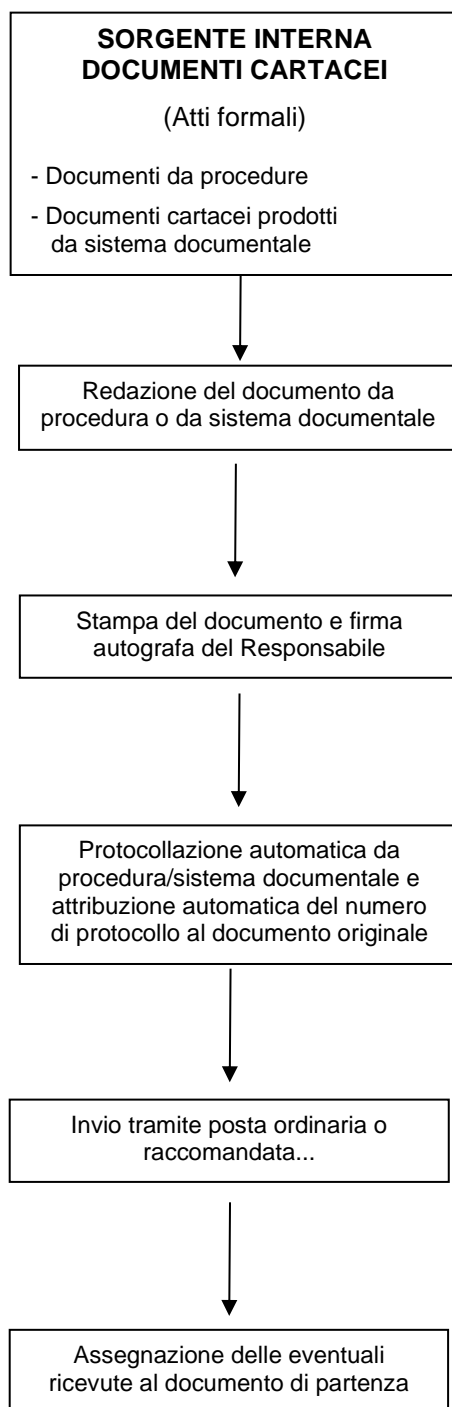 SORGENTE INTERNA
DOCUMENTI CARTACEI
(Atti formali)
- Documenti da procedure
- Documenti cartacei prodotti
da sistema documentale
Redazione del documento da
procedura o da sistema documentale
Stampa del documento e firma
autografa del Responsabile
Protocollazione automatica da
procedura/sistema documentale e
attribuzione automatica del numero
di protocollo al documento originale
Invio tramite posta ordinaria o
raccomandata...
Assegnazione delle eventuali
ricevute al documento di partenza